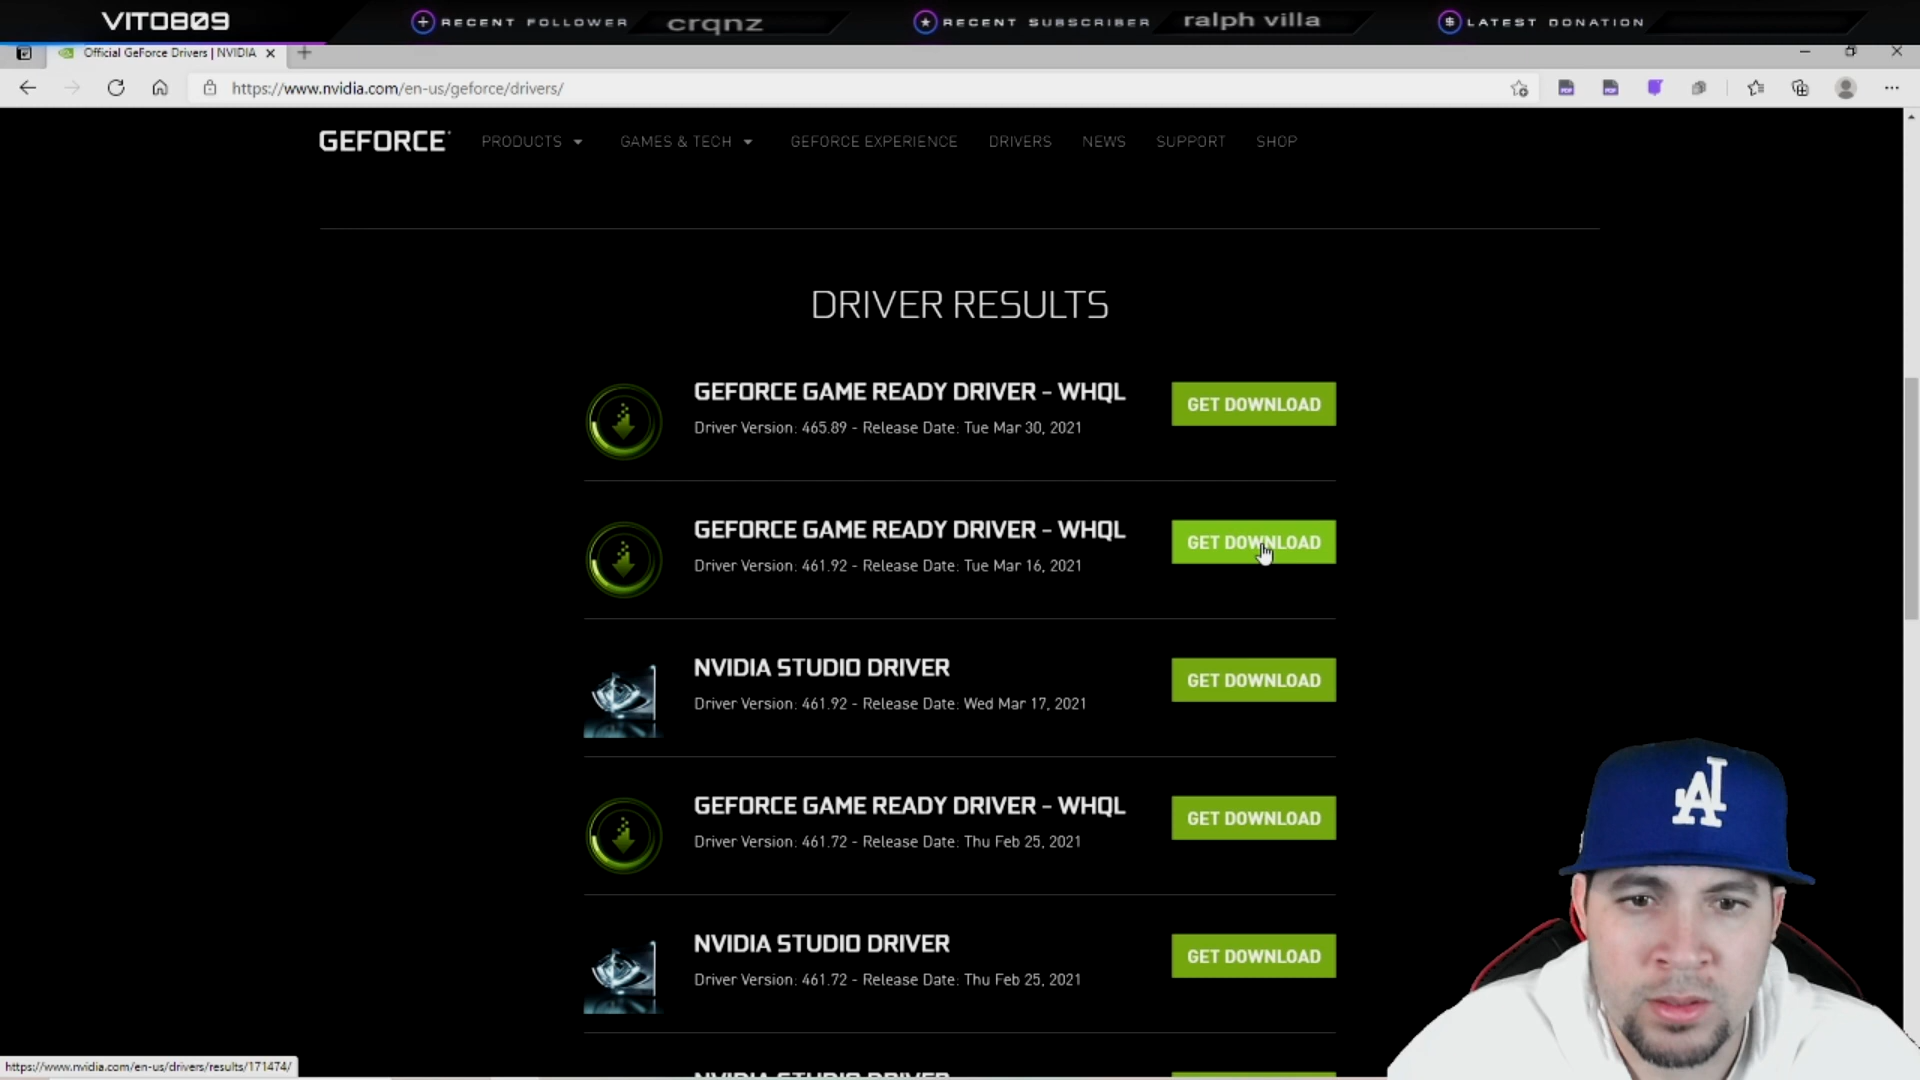 VITO809
RECENT FOLLOWER
crqnz
RECENT SUBSCRIBER
ralph villa
LATEST DONATION
Official GeForce Drivers | NVIDIA
https://www.nvidia.com/en-us/geforce/drivers/
GEFORCE
PRODUCTS
GAMES & TECH
GEFORCE EXPERIENCE
DRIVERS
NEWS
SUPPORT
SHOP
DRIVER RESULTS
GEFORCE GAME READY DRIVER - WHQL
Driver Version: 465.89 - Release Date: Tue Mar 30, 2021
GET DOWNLOAD
GEFORCE GAME READY DRIVER - WHQL
Driver Version: 461.92 - Release Date: Tue Mar 16, 2021
GET DOWNLOAD
NVIDIA STUDIO DRIVER
Driver Version: 461.92 - Release Date: Wed Mar 17, 2021
GET DOWNLOAD
GEFORCE GAME READY DRIVER - WHQL
Driver Version: 461.72 - Release Date: Thu Feb 25, 2021
GET DOWNLOAD
NVIDIA STUDIO DRIVER
Driver Version: 461.72 - Release Date: Thu Feb 25, 2021
GET DOWNLOAD
NVIDIA STUDIO DRIVER
https://www.nvidia.com/en-us/drivers/results/171474/